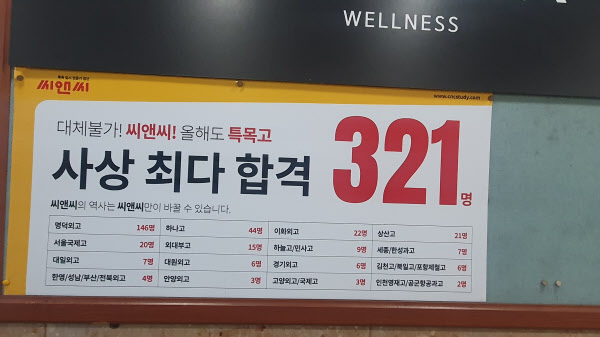 WELLNESS
씨앤씨
www.cncstudy.com
대체불가! 씨앤씨! 올해도 특목고
사상 최다 합격 321명
씨앤씨의 역사는 씨앤씨만이 바꿀 수 있습니다.
명덕외고 146명 하나고 44명 이화외고 22명 상산고 21명
서울국제고 20명 외대부고 15명 하늘고/민사고 9명 세종/한성과고 7명
대일외고 7명 대원외고 6명 경기외고 6명 김천고/북일고/포항제철고 6명
한영/성남/부산/전북외고 4명 안양외고 3명 고양외고/국제고 3명 인천영재고/공군항공과고 2명